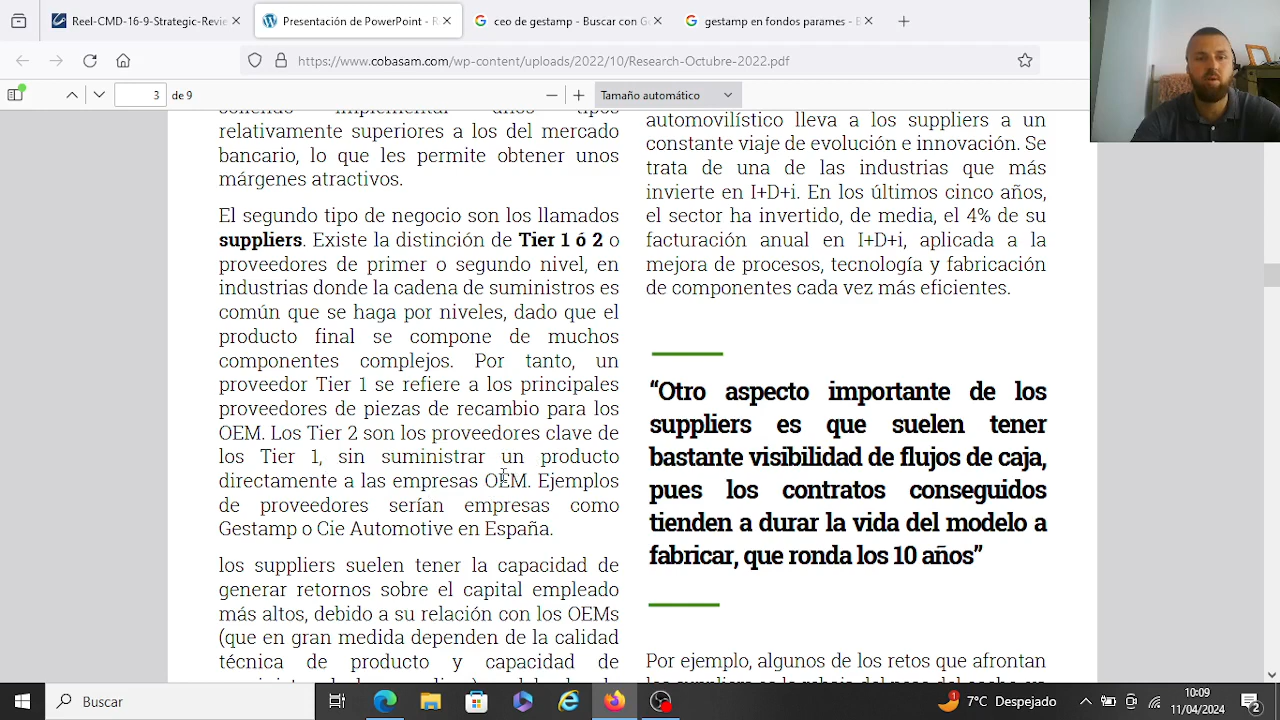 Reel-CMD-16-9-Strategic-Revie
Presentación de PowerPoint - R
ceo de gestamp - Buscar con G
gestamp en fondos parames - B
https://www.cobasam.com/wp-content/uploads/2022/10/Research-Octubre-2022.pdf
3 de 9
Tamaño automático
relativamente superiores a los del mercado
bancario, lo que les permite obtener unos
márgenes atractivos.
El segundo tipo de negocio son los llamados
suppliers. Existe la distinción de Tier 1 ó 2 o
proveedores de primer o segundo nivel, en
industrias donde la cadena de suministros es
común que se haga por niveles, dado que el
producto final se compone de muchos
componentes complejos. Por tanto, un
proveedor Tier 1 se refiere a los principales
proveedores de piezas de recambio para los
OEM. Los Tier 2 son los proveedores clave de
los Tier 1, sin suministrar un producto
directamente a las empresas OEM. Ejemplos
de proveedores serían empresas como
Gestamp o Cie Automotive en España.
los suppliers suelen tener la capacidad de
generar retornos sobre el capital empleado
más altos, debido a su relación con los OEMs
(que en gran medida dependen de la calidad
técnica de producto y capacidad de
automovilístico lleva a los suppliers a un
constante viaje de evolución e innovación. Se
trata de una de las industrias que más
invierte en I+D+i. En los últimos cinco años,
el sector ha invertido, de media, el 4% de su
facturación anual en I+D+i, aplicada a la
mejora de procesos, tecnología y fabricación
de componentes cada vez más eficientes.
“Otro aspecto importante de los
suppliers es que suelen tener
bastante visibilidad de flujos de caja,
pues los contratos conseguidos
tienden a durar la vida del modelo a
fabricar, que ronda los 10 años”
Por ejemplo, algunos de los retos que afrontan
Buscar
1
7°C Despejado
10:09
11/04/2024
2